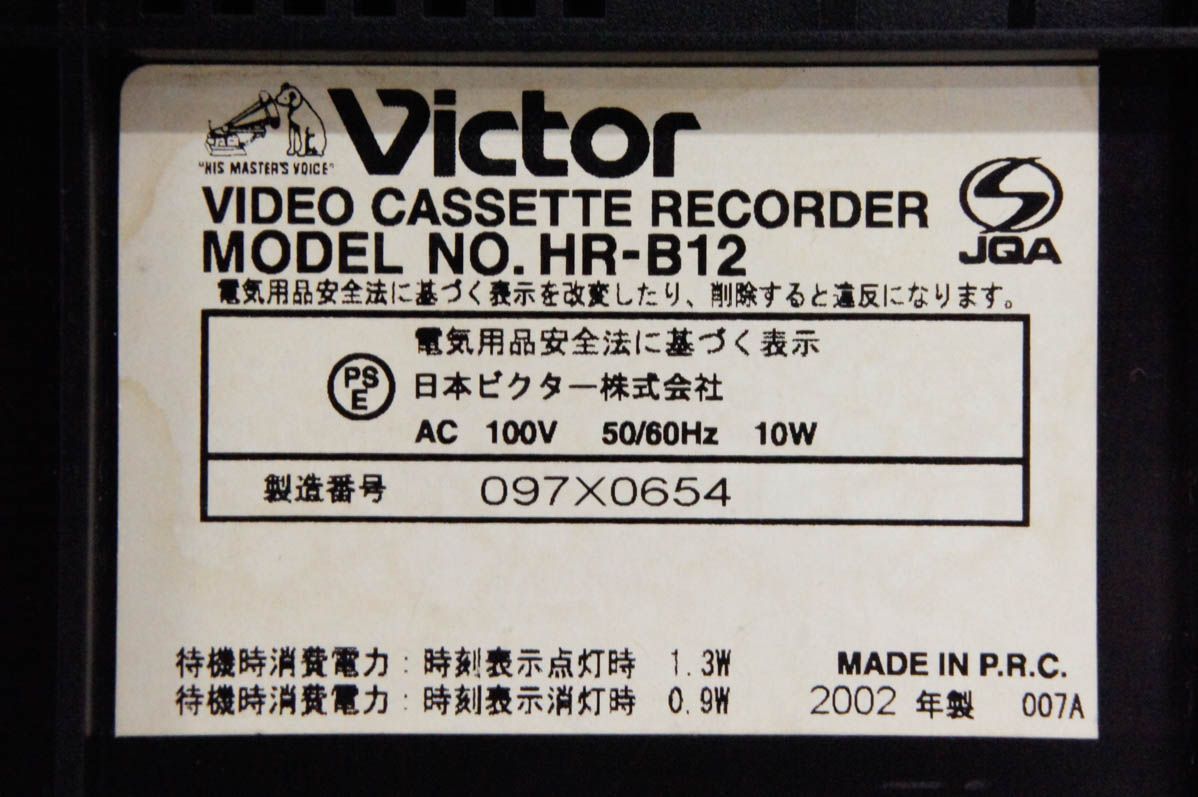 Victor
"HIS MASTER'S VOICE"
VIDEO CASSETTE RECORDER
MODEL NO. HR-B12
JQA
電気用品安全法に基づく表示を改変したり、削除すると違反になります。
電気用品安全法に基づく表示
PS
E
日本ビクター株式会社
AC 100V 50/60Hz 10W
製造番号 097X0654
待機時消費電力:時刻表示点灯時 1.3W
待機時消費電力:時刻表示消灯時 0.9W
MADE IN P.R.C.
2002 年製 007A